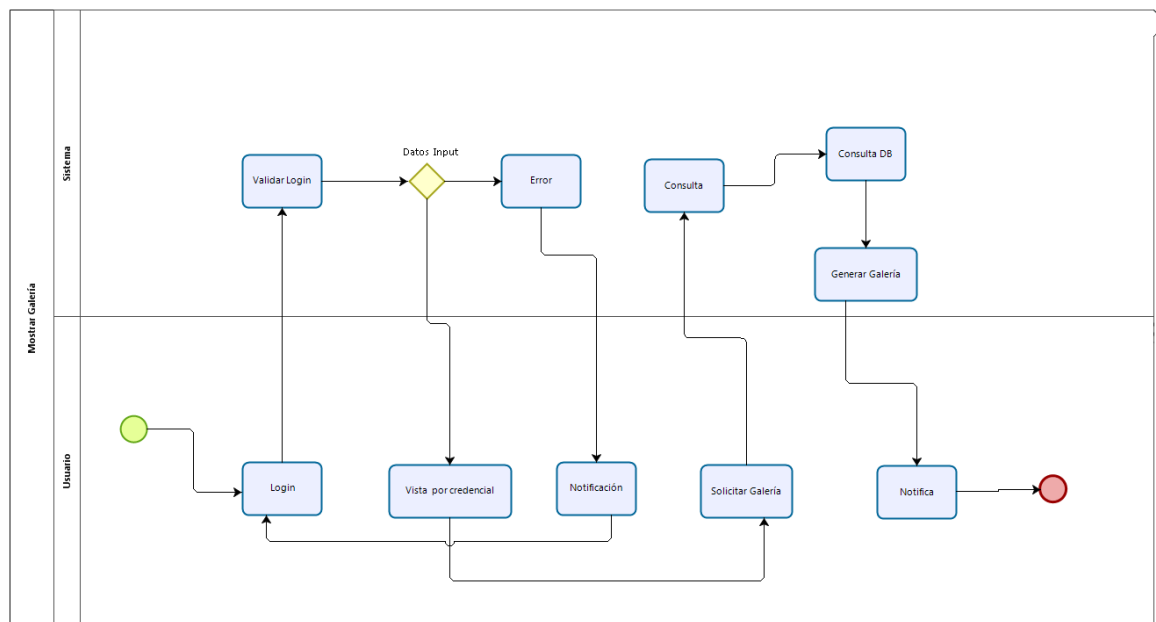 Mostrar Galería
Sistema
Datos Input
Validar Login
Error
Consulta
Consulta DB
Generar Galería
Usuario
Login
Vista por credencial
Notificación
Solicitar Galería
Notifica